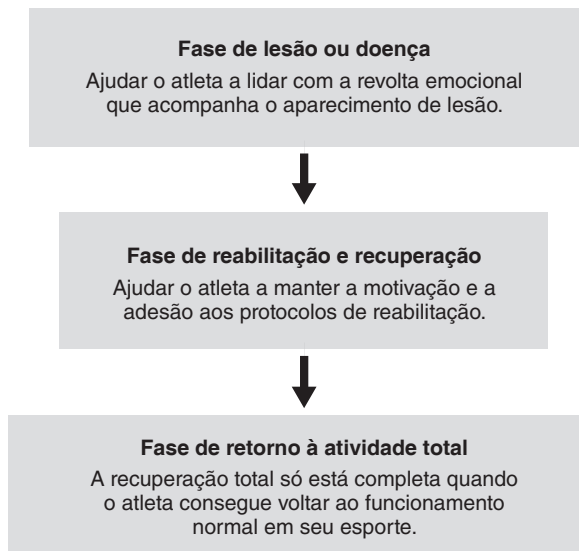 Fase de lesão ou doença
Ajudar o atleta a lidar com a revolta emocional
que acompanha o aparecimento de lesão.
Fase de reabilitação e recuperação
Ajudar o atleta a manter a motivação e a
adesão aos protocolos de reabilitação.
Fase de retorno à atividade total
A recuperação total só está completa quando
o atleta consegue voltar ao funcionamento
normal em seu esporte.